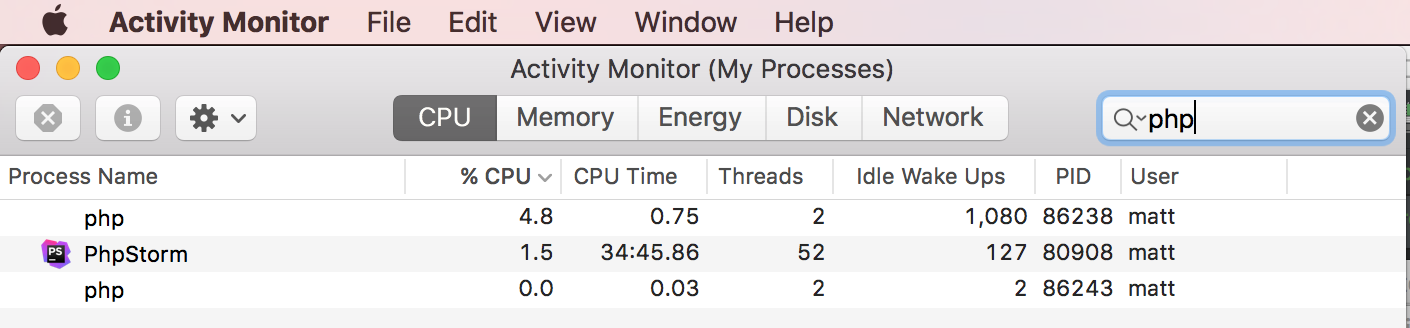 Activity Monitor File Edit View Window Help
Activity Monitor (My Processes)
CPU Memory Energy Disk Network php
Process Name % CPU CPU Time Threads Idle Wake Ups PID User
php 4.8 0.75 2 1,080 86238 matt
PS PhpStorm 1.5 34:45.86 52 127 80908 matt
php 0.0 0.03 2 2 86243 matt